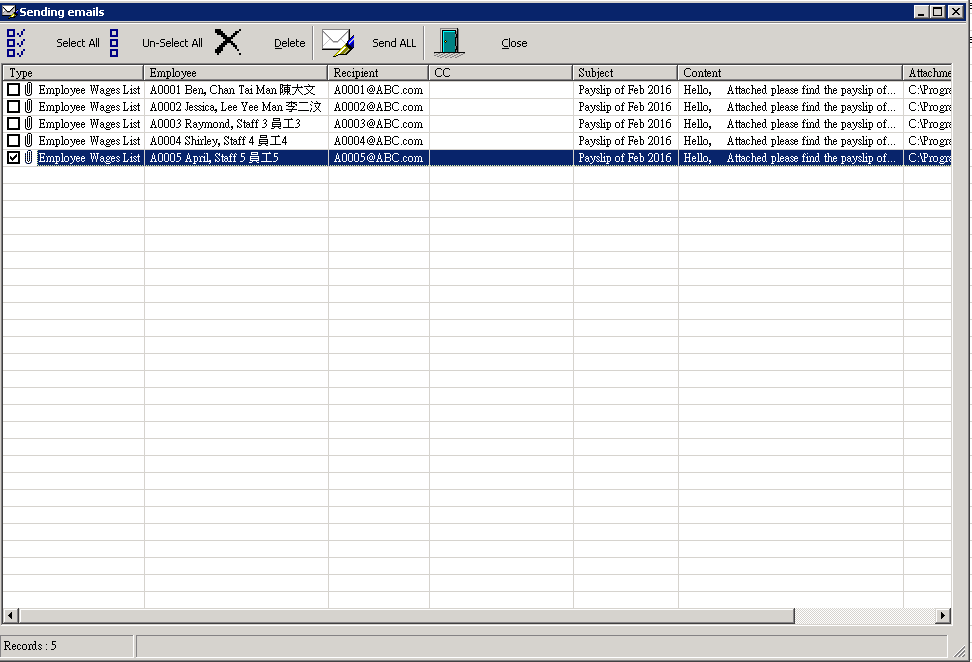 Sending emails
Select All Un-Select All Delete Send ALL Close
Type Employee Recipient CC Subject Content Attachme
Employee Wages List A0001 Ben, Chan Tai Man 陳大文 A0001@ABC.com Payslip of Feb 2016 Hello, Attached please find the payslip of... C:\Progra
Employee Wages List A0002 Jessica, Lee Yee Man 李二汶 A0002@ABC.com Payslip of Feb 2016 Hello, Attached please find the payslip of... C:\Progra
Employee Wages List A0003 Raymond, Staff 3 員工3 A0003@ABC.com Payslip of Feb 2016 Hello, Attached please find the payslip of... C:\Progra
Employee Wages List A0004 Shirley, Staff 4 員工4 A0004@ABC.com Payslip of Feb 2016 Hello, Attached please find the payslip of... C:\Progra
Employee Wages List A0005 April, Staff 5 員工5 A0005@ABC.com Payslip of Feb 2016 Hello, Attached please find the payslip of... C:\Progra
Records : 5